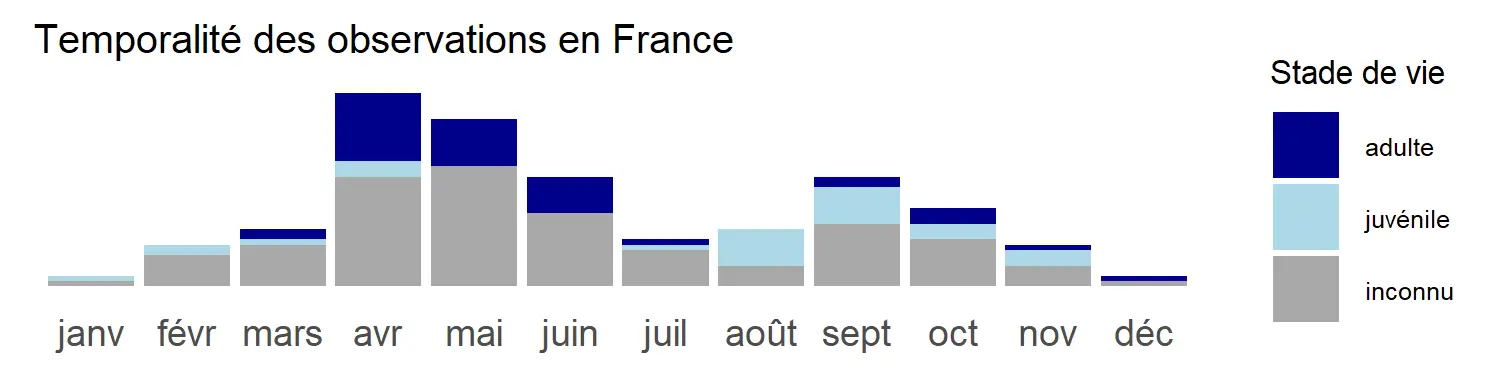 Temporalité des observations en France
Stade de vie
adulte
juvénile
inconnu
janv févr mars avr mai juin juil août sept oct nov déc